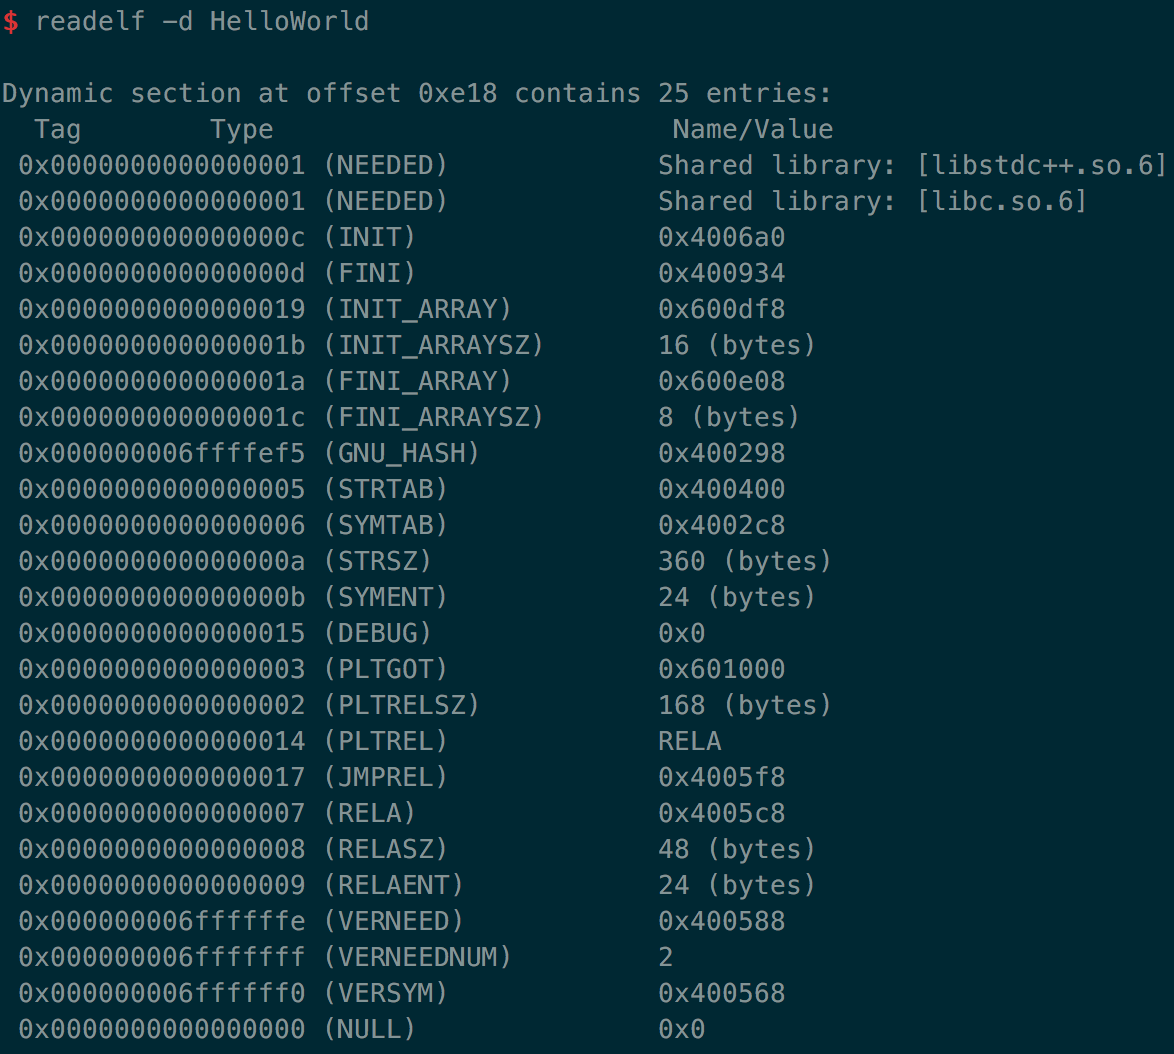 $ readelf -d HelloWorld
Dynamic section at offset 0xe18 contains 25 entries:
  Tag        Type                         Name/Value
 0x0000000000000001 (NEEDED)             Shared library: [libstdc++.so.6]
 0x0000000000000001 (NEEDED)             Shared library: [libc.so.6]
 0x000000000000000c (INIT)               0x4006a0
 0x000000000000000d (FINI)               0x400934
 0x0000000000000019 (INIT_ARRAY)         0x600df8
 0x000000000000001b (INIT_ARRAYSZ)       16 (bytes)
 0x000000000000001a (FINI_ARRAY)         0x600e08
 0x000000000000001c (FINI_ARRAYSZ)       8 (bytes)
 0x000000006ffffef5 (GNU_HASH)           0x400298
 0x0000000000000005 (STRTAB)             0x400400
 0x0000000000000006 (SYMTAB)             0x4002c8
 0x000000000000000a (STRSZ)              360 (bytes)
 0x000000000000000b (SYMENT)             24 (bytes)
 0x0000000000000015 (DEBUG)              0x0
 0x0000000000000003 (PLTGOT)             0x601000
 0x0000000000000002 (PLTRELSZ)           168 (bytes)
 0x0000000000000014 (PLTREL)             RELA
 0x0000000000000017 (JMPREL)             0x4005f8
 0x0000000000000007 (RELA)               0x4005c8
 0x0000000000000008 (RELASZ)             48 (bytes)
 0x0000000000000009 (RELAENT)            24 (bytes)
 0x000000006ffffffe (VERNEED)            0x400588
 0x000000006fffffff (VERNEEDNUM)         2
 0x000000006ffffff0 (VERSYM)             0x400568
 0x0000000000000000 (NULL)               0x0